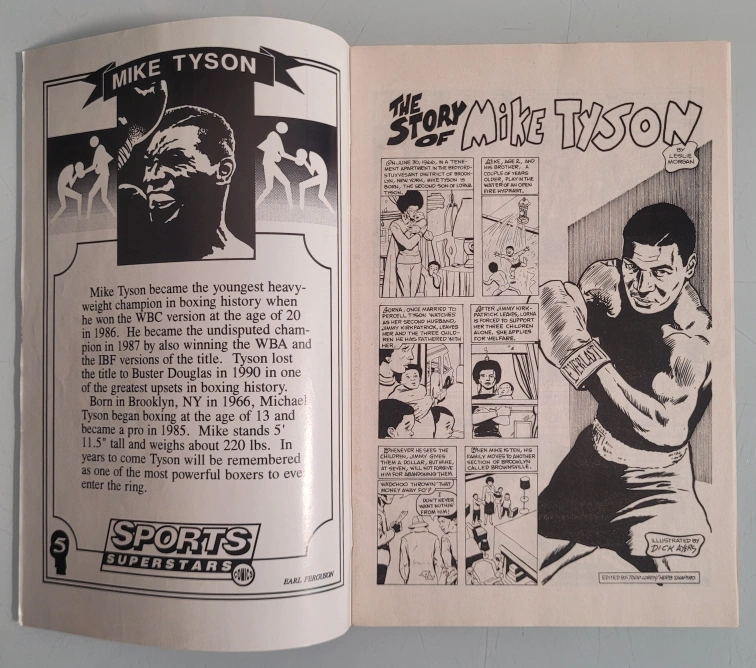 MIKE TYSON
Mike Tyson became the youngest heavy-
weight champion in boxing history when
he won the WBC version at the age of 20
in 1986. He became the undisputed cham-
pion in 1987 by also winning the WBA and
the IBF versions of the title. Tyson lost
the title to Buster Douglas in 1990 in one
of the greatest upsets in boxing history.
Born in Brooklyn, NY in 1966, Michael
Tyson began boxing at the age of 13 and
became a pro in 1985. Mike stands 5'
11.5" tall and weighs about 220 lbs. In
years to come Tyson will be remembered
as one of the most powerful boxers to eve
enter the ring.
5
SPORTS
SUPERSTARS
COMICS
EARL FERGUSON
THE
STORY
OF
MIKE TYSON
BY
LESLIE
MORGAN
ON JUNE 30, 1966, IN A TENE-
MENT APARTMENT IN THE BEDFORD-
STUYVESANT DISTRICT OF BROOK-
LYN, NEW YORK, MIKE TYSON IS
BORN, THE SECOND SON OF LORNA
TYSON.
MIKE, AGE 2, AND
HIS BROTHER, A
COUPLE OF YEARS
OLDER, PLAY IN THE
WATER OF AN OPEN
FIRE HYDRANT.
LORNA, ONCE MARRIED TO
PERCELL TYSON WATCHES
AS HER SECOND HUSBAND,
JIMMY KIRKPATRICK, LEAVES
HER AND THE THREE CHILD-
REN HE HAS FATHERED WITH
HER.
AFTER JIMMY KIRK-
PATRICK LEAVES, LORNA
IS FORCED TO SUPPORT
HER THREE CHILDREN
ALONE. SHE APPLIES
FOR WELFARE.
WHENEVER HE SEES THE
CHILDREN, JIMMY GIVES
THEM A DOLLAR, BUT MIKE,
AT SEVEN, WILL NOT FORGIVE
HIM FOR ABANDONING THEM.
WADCHOO THROWN' THAT
MONEY AWAY FO'?
I
DON'T NEVER
WANT NUTHIN'
FROM HIM!
WHEN MIKE IS TEN, HIS
FAMILY MOVES TO ANOTHER
SECTION OF BROOKLYN
CALLED BROWNSVILLE.
EVERLAST
ILLUSTRATED BY
DICK AYERS
EDITED BY TODD LOREN/HERB SHAPIRO